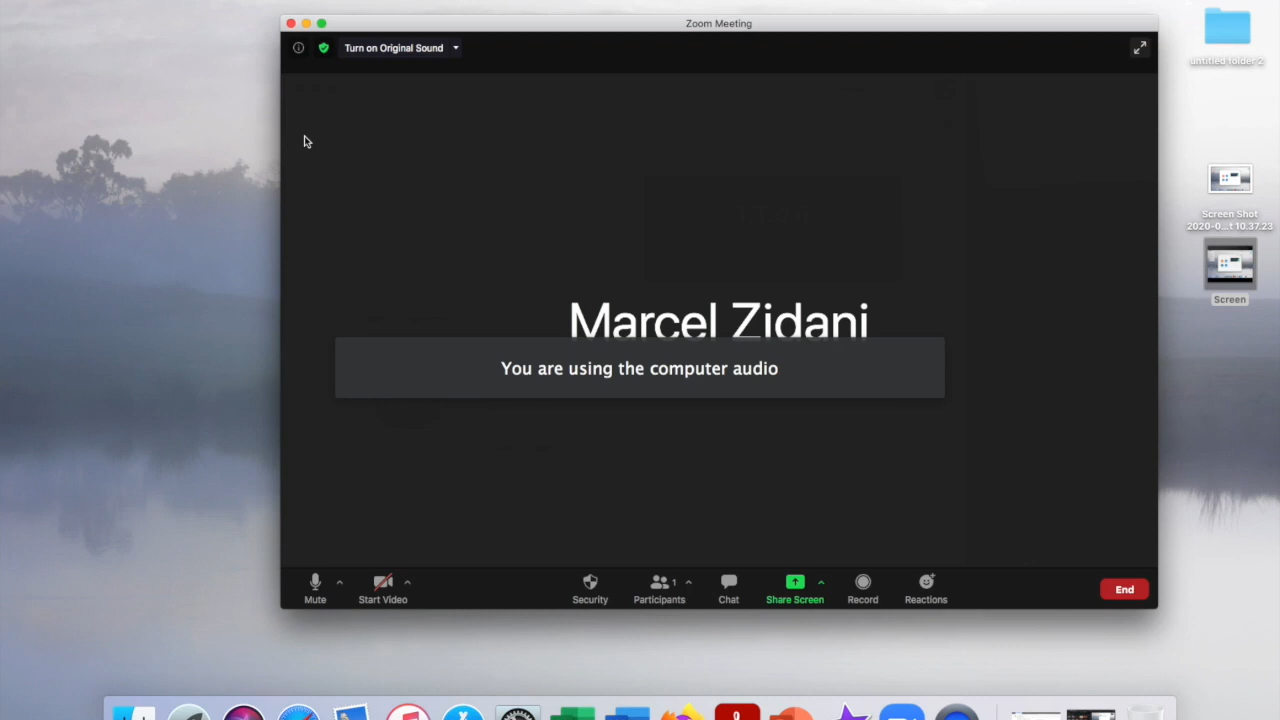 Zoom Meeting
Turn on Original Sound
untitled folder 2
Marcel Zidani
You are using the computer audio
Screen Shot
2020-0...t 10.37.23
Screen
Mute
Start Video
Security
1
Participants
Chat
Share Screen
Record
Reactions
End